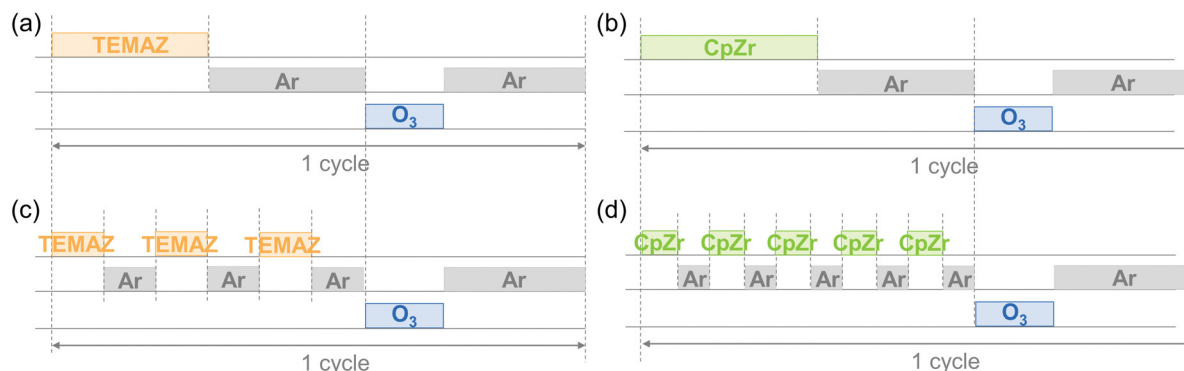 (a)
TEMAZ
Ar
Ar
O₃
1 cycle
(b)
CpZr
Ar
Ar
O₃
1 cycle
(c)
TEMAZ TEMAZ TEMAZ
Ar Ar Ar Ar
O₃
1 cycle
(d)
CpZr CpZr CpZr CpZr CpZr
Ar Ar Ar Ar Ar Ar
O₃
1 cycle